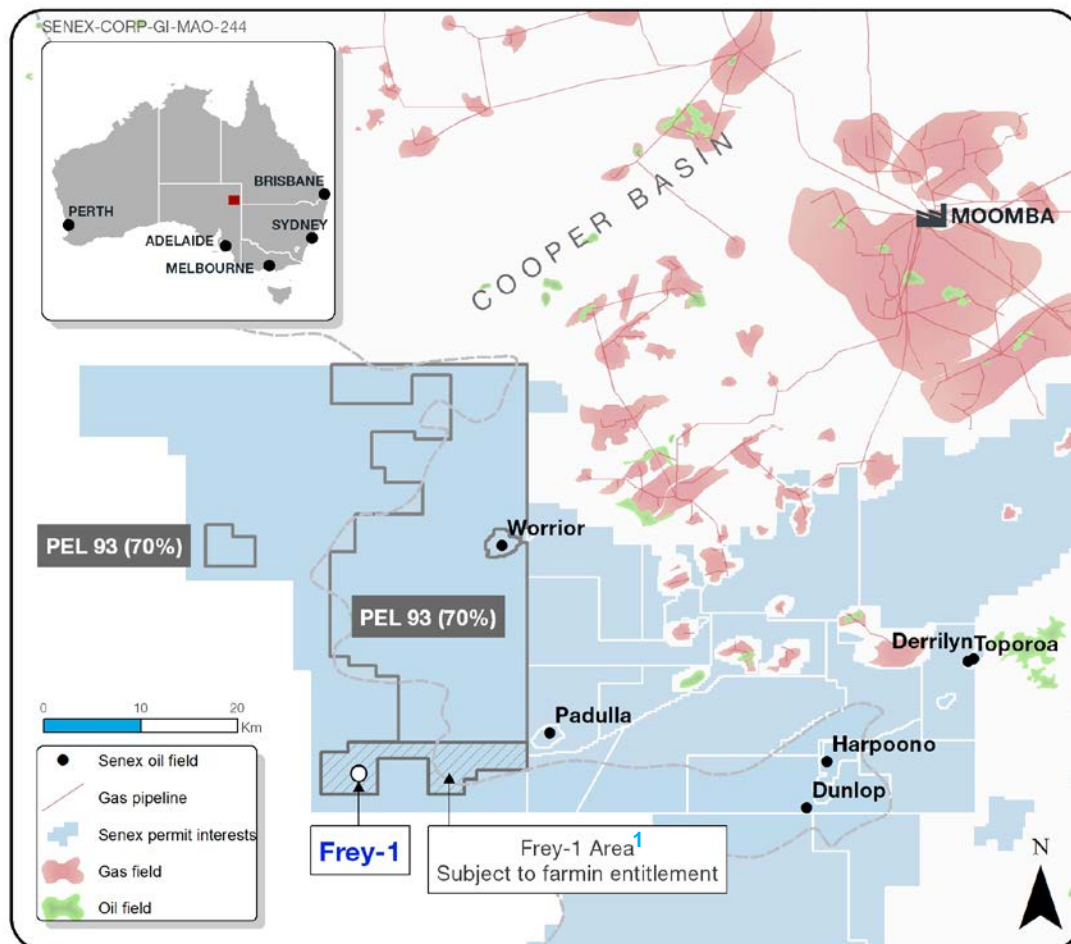 SENEX-CORP-GI-MAO-244
BRISBANE
PERTH
SYDNEY
ADELAIDE
MELBOURNE
COOPER BASIN
MOOMBA
Worrior
PEL 93 (70%)
PEL 93 (70%)
Derrilyn
Toporoa
Padulla
Harpoono
Dunlop
0 10 20
Km
Senex oil field
Gas pipeline
Senex permit interests
Gas field
Oil field
Frey-1
Frey-1 Area1
Subject to farmin entitlement
N